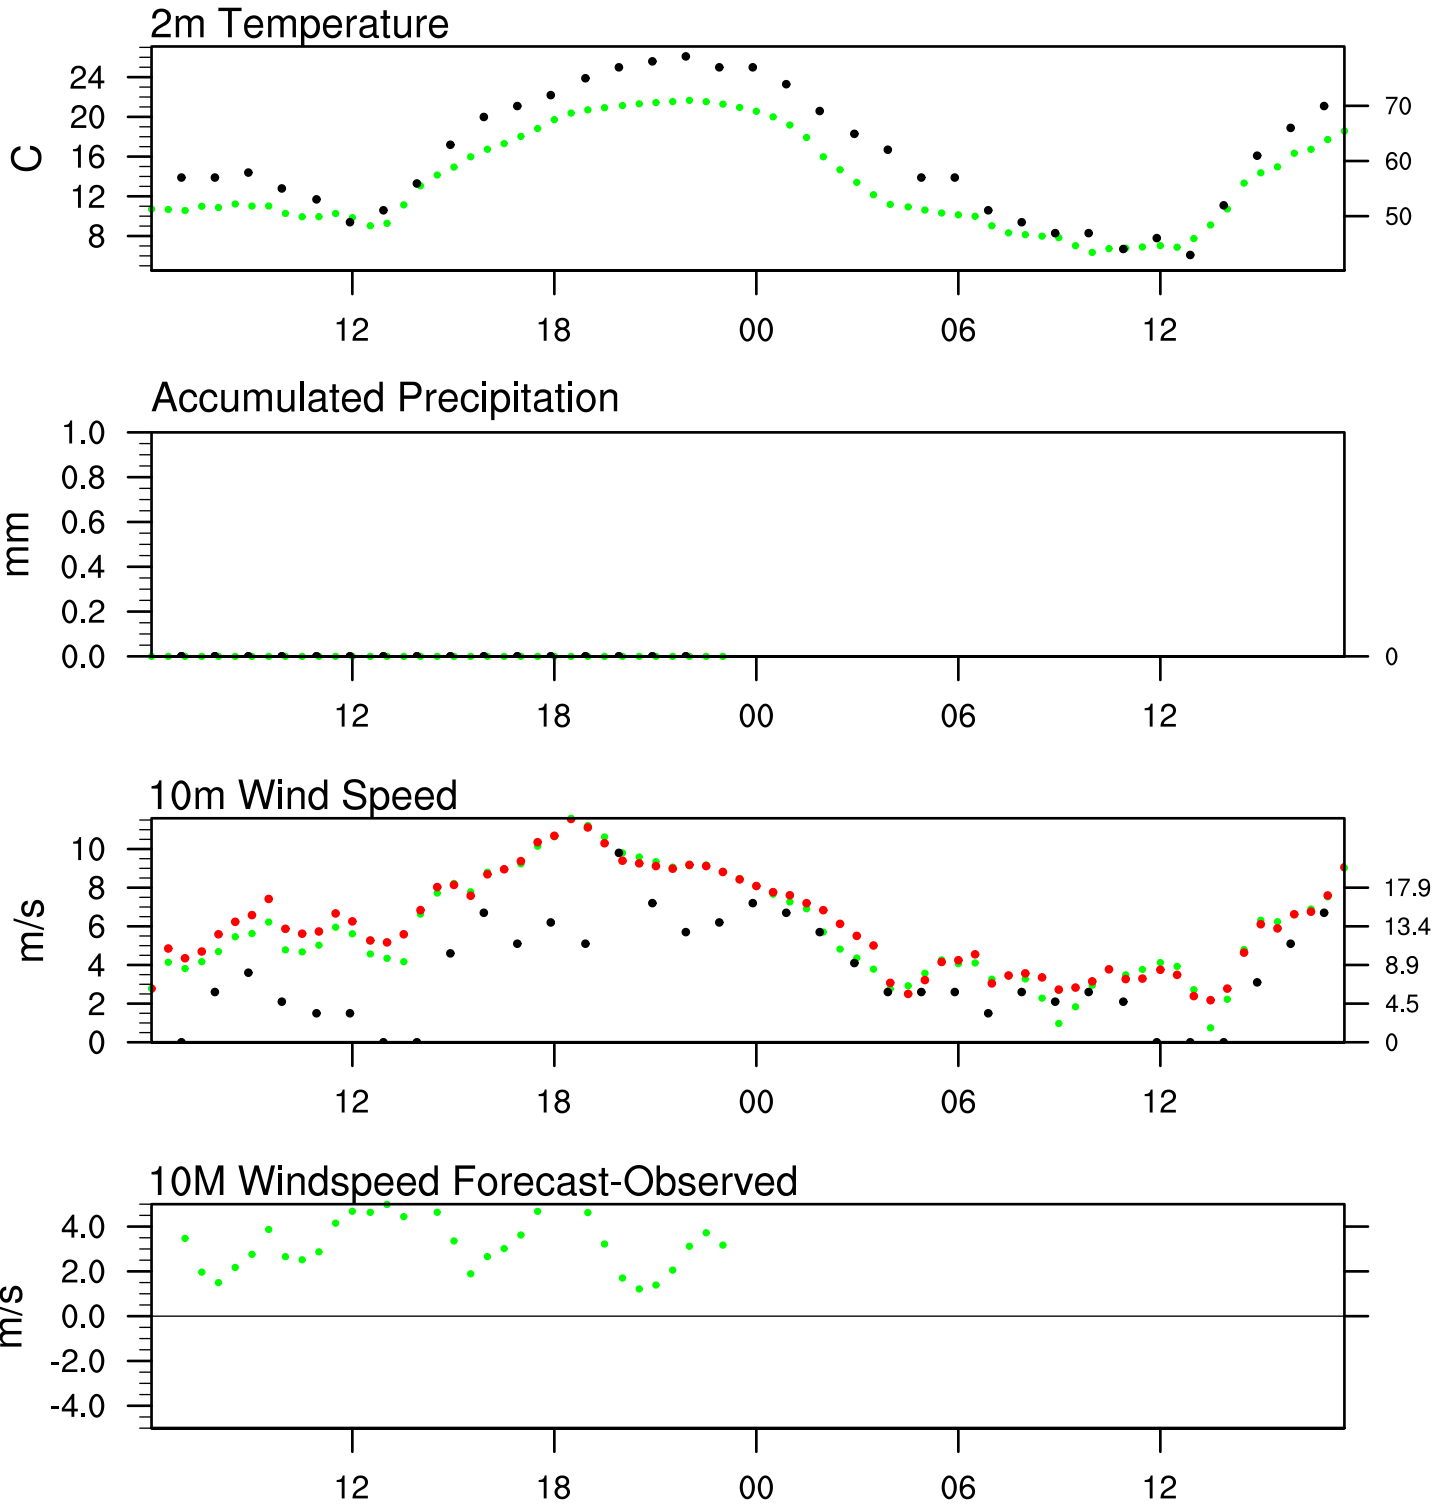 2m Temperature
24
20
16
12
8
C
70
60
50
12 18 00 06 12
Accumulated Precipitation
1.0
0.8
0.6
0.4
0.2
0.0
mm
0
12 18 00 06 12
10m Wind Speed
10
8
6
4
2
0
m/s
17.9
13.4
8.9
4.5
0
12 18 00 06 12
10M Windspeed Forecast-Observed
4.0
2.0
0.0
-2.0
-4.0
m/s
12 18 00 06 12